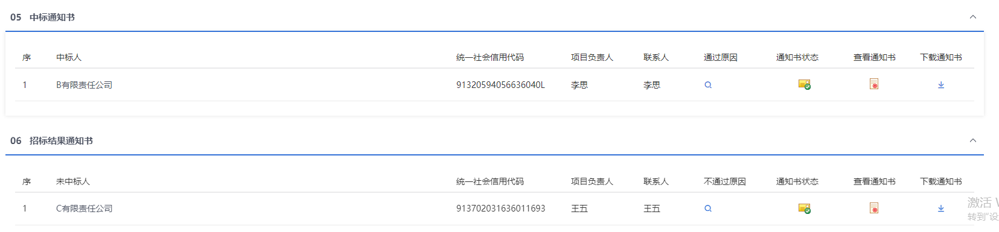 05 中标通知书
序 中标人 统一社会信用代码 项目负责人 联系人 通过原因 通知书状态 查看通知书 下载通知书
1 B有限责任公司 91320594056636040L 李思 李思
06 招标结果通知书
序 未中标人 统一社会信用代码 项目负责人 联系人 不通过原因 通知书状态 查看通知书 下载通知书
1 C有限责任公司 913702031636011693 王五 王五
激活 W
转到"设